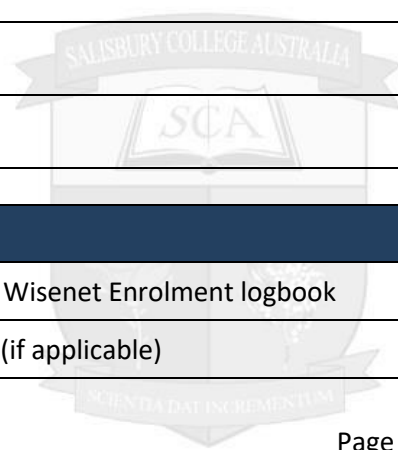 SALISBURY COLLEGE AUSTRALIA
SCA
Wisenet Enrolment logbook
(if applicable)
SCIENTIA DAT INCREMENTUM
Page